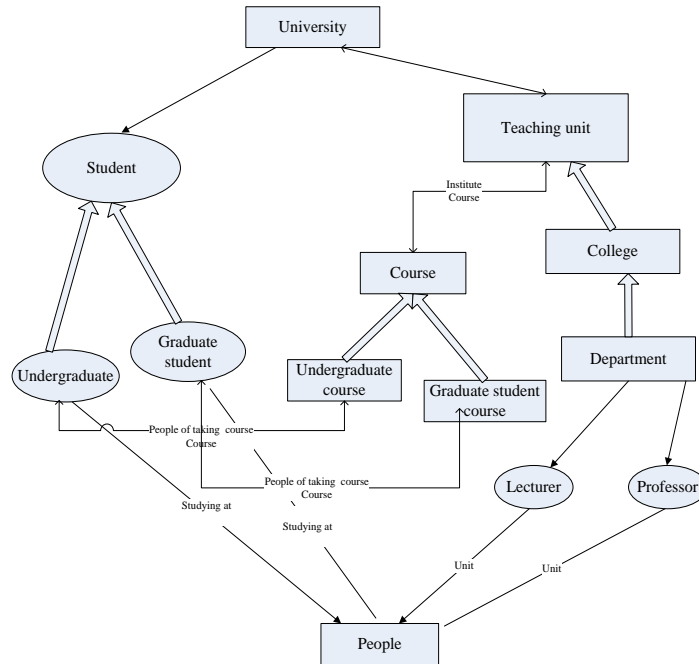 University
Teaching unit
Student
Institute
Course
College
Course
Graduate
student
Undergraduate
Undergraduate
course
Department
Graduate student
course
People of taking course
Course
People of taking course
Course
Lecturer
Professor
Studying at
Studying at
Unit
Unit
People